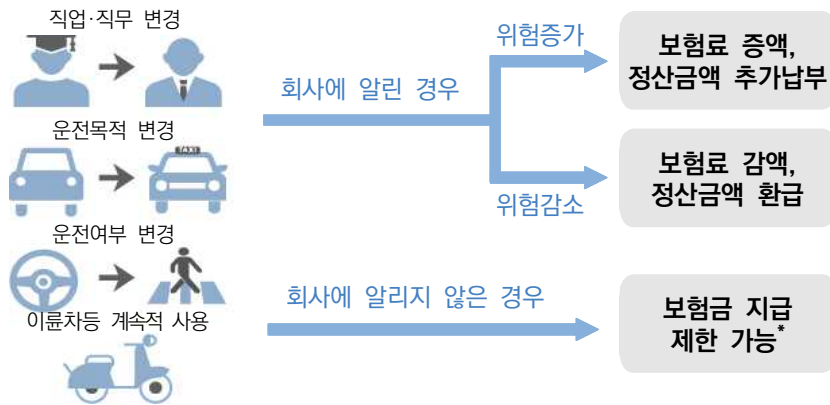 직업·직무 변경
운전목적 변경
TAXI
운전여부 변경
이륜차등 계속적 사용
회사에 알린 경우
위험증가
보험료 증액,
정산금액 추가납부
위험감소
보험료 감액,
정산금액 환급
회사에 알리지 않은 경우
보험금 지급
제한 가능*